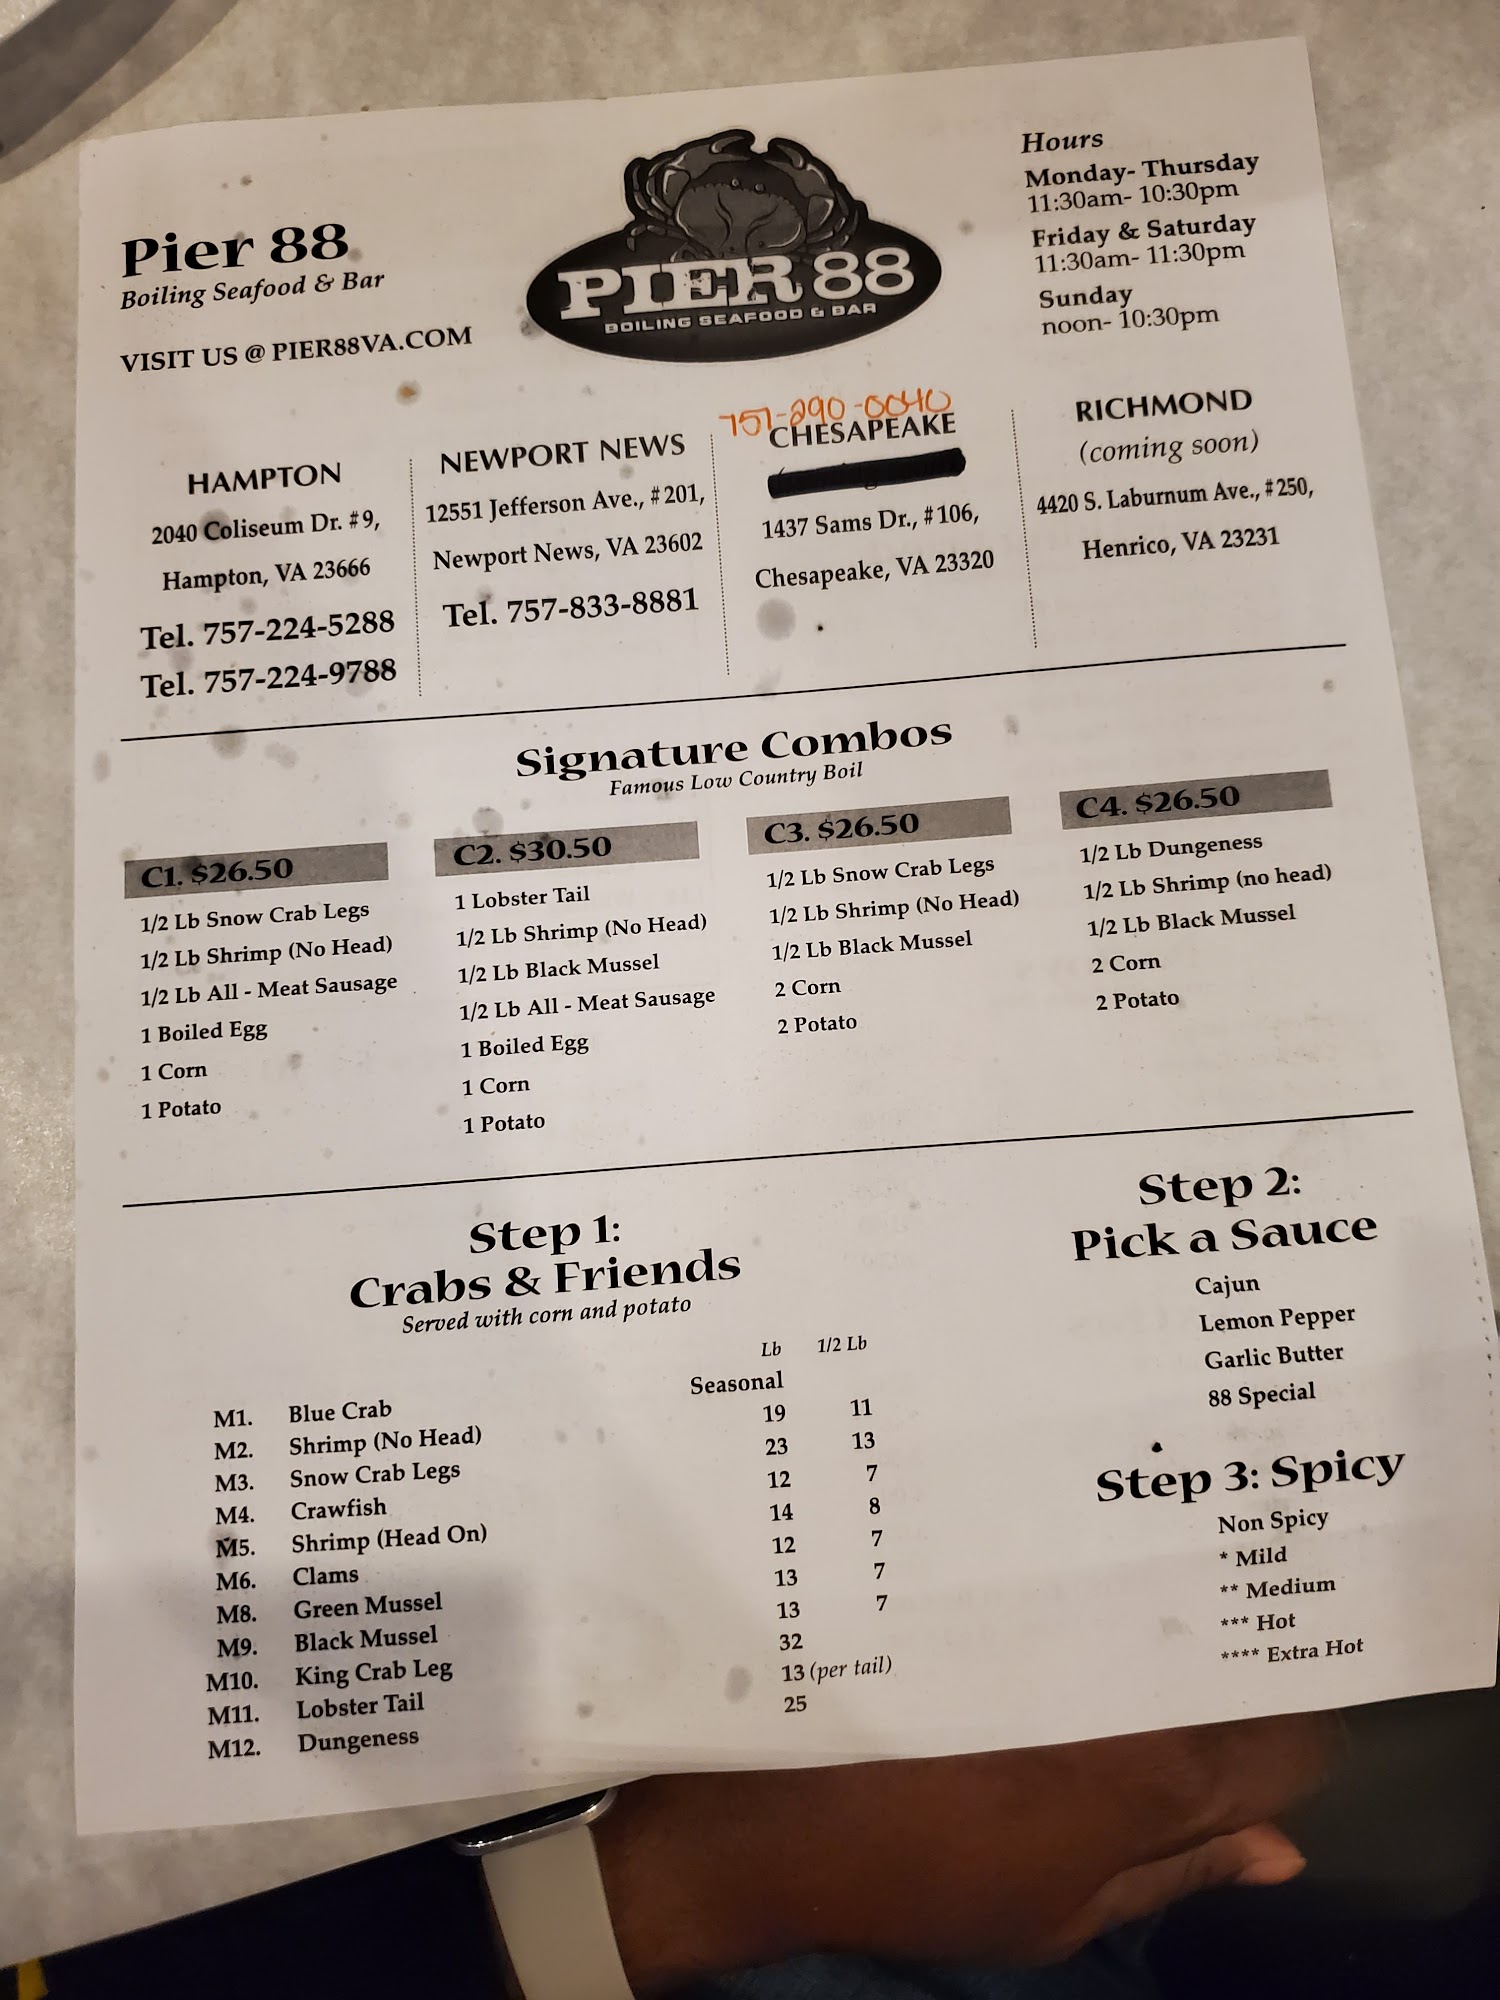 Pier 88
Boiling Seafood & Bar
VISIT US @ PIER88VA.COM
PIER 88
BOILING SEAFOOD & BAR
Hours
Monday- Thursday
11:30am- 10:30pm
Friday & Saturday
11:30am- 11:30pm
Sunday
noon- 10:30pm
HAMPTON
2040 Coliseum Dr. #9,
Hampton, VA 23666
Tel. 757-224-5288
Tel. 757-224-9788
NEWPORT NEWS
12551 Jefferson Ave., #201,
Newport News, VA 23602
Tel. 757-833-8881
757-290-0040
CHESAPEAKE
1437 Sams Dr., #106,
Chesapeake, VA 23320
RICHMOND
(coming soon)
4420 S. Laburnum Ave., #250,
Henrico, VA 23231
Signature Combos
Famous Low Country Boil
C1. $26.50
1/2 Lb Snow Crab Legs
1/2 Lb Shrimp (No Head)
1/2 Lb All - Meat Sausage
1 Boiled Egg
1 Corn
1 Potato
C2. $30.50
1 Lobster Tail
1/2 Lb Shrimp (No Head)
1/2 Lb Black Mussel
1/2 Lb All - Meat Sausage
1 Boiled Egg
1 Corn
1 Potato
C3. $26.50
1/2 Lb Snow Crab Legs
1/2 Lb Shrimp (No Head)
1/2 Lb Black Mussel
2 Corn
2 Potato
C4. $26.50
1/2 Lb Dungeness
1/2 Lb Shrimp (no head)
1/2 Lb Black Mussel
2 Corn
2 Potato
Step 1:
Crabs & Friends
Served with corn and potato
Lb 1/2 Lb
M1. Blue Crab Seasonal
M2. Shrimp (No Head) 19 11
M3. Snow Crab Legs 23 13
M4. Crawfish 12 7
M5. Shrimp (Head On) 14 8
M6. Clams 12 7
M8. Green Mussel 13 7
M9. Black Mussel 13 7
M10. King Crab Leg 32
M11. Lobster Tail 13 (per tail)
M12. Dungeness 25
Step 2:
Pick a Sauce
Cajun
Lemon Pepper
Garlic Butter
88 Special
Step 3: Spicy
Non Spicy
* Mild
** Medium
*** Hot
**** Extra Hot